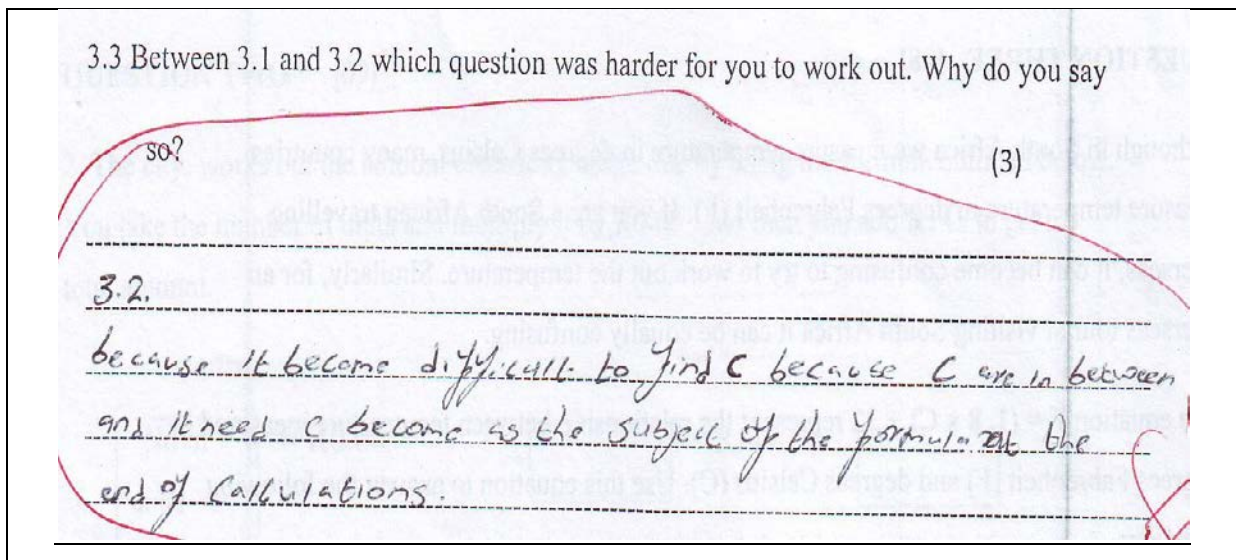 3.3 Between 3.1 and 3.2 which question was harder for you to work out. Why do you say
so?
(3)
3.2.
because it become difficult to find C because C are in between
and it need C become as the subject of the formula at the
end of Calculations.